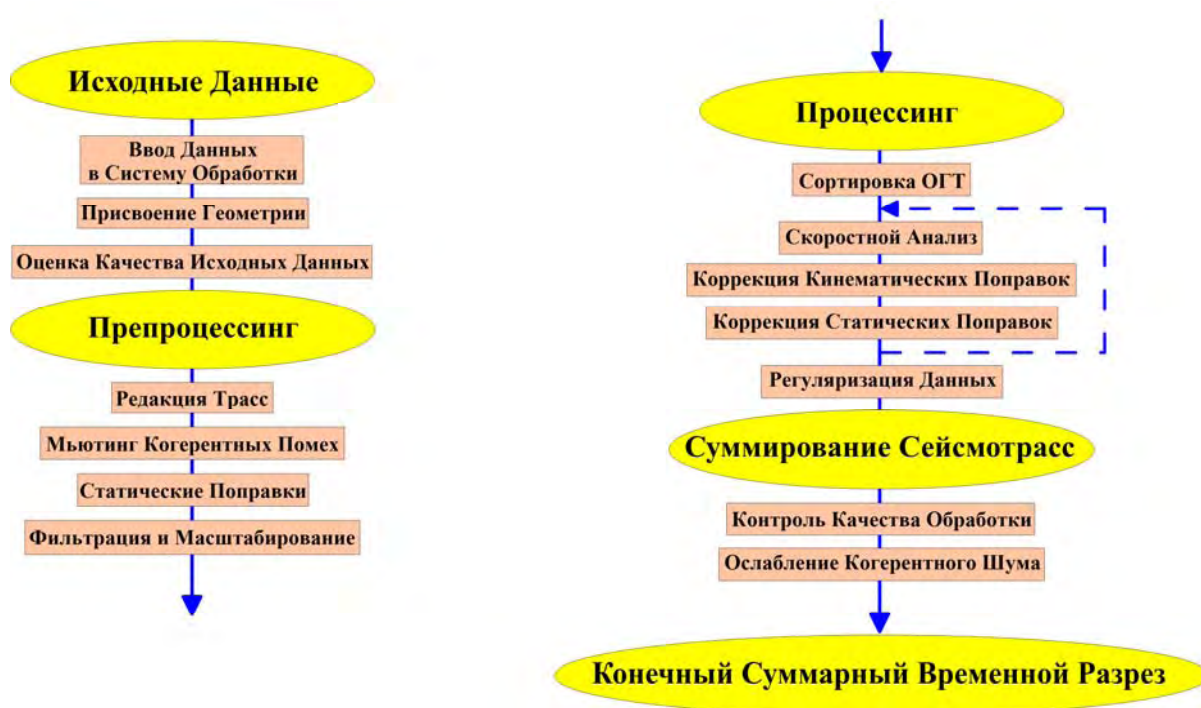 Исходные Данные
Ввод Данных
в Систему Обработки
Присвоение Геометрии
Оценка Качества Исходных Данных
Препроцессинг
Редакция Трасс
Мьютинг Когерентных Помех
Статические Поправки
Фильтрация и Масштабирование
Процессинг
Сортировка ОГТ
Скоростной Анализ
Коррекция Кинематических Поправок
Коррекция Статических Поправок
Регуляризация Данных
Суммирование Сейсмотрасс
Контроль Качества Обработки
Ослабление Когерентного Шума
Конечный Суммарный Временной Разрез